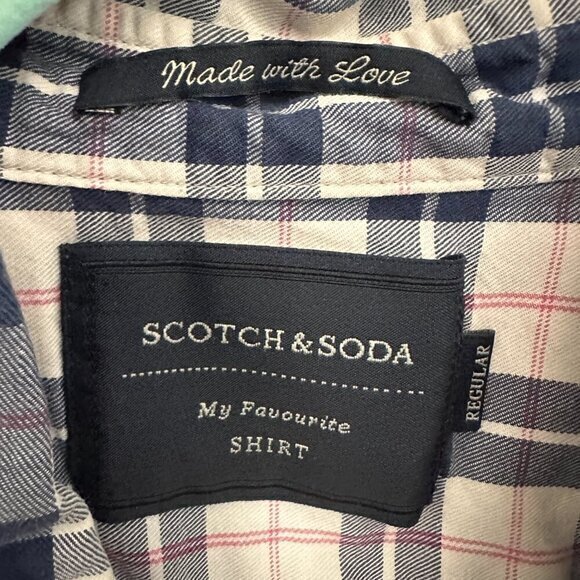 Made with Love
SCOTCH & SODA
My Favourite
SHIRT
REGULAR